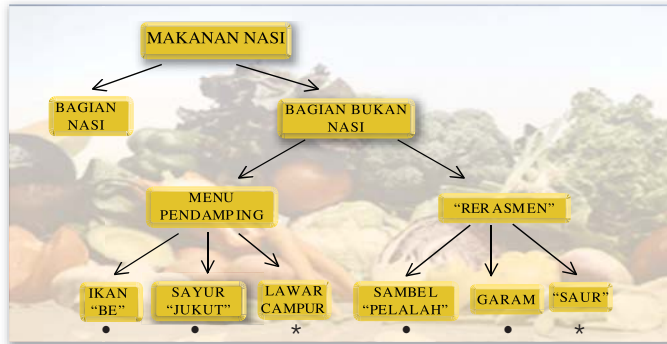 MAKANAN NASI
BAGIAN
NASI
BAGIAN BUKAN
NASI
MENU
PENDAMPING
“RERASMEN”
IKAN
“BE”
SAYUR
“JUKUT”
LAWAR
CAMPUR
SAMBEL
“PELALAH”
GARAM
“SAUR”
• • * • • *